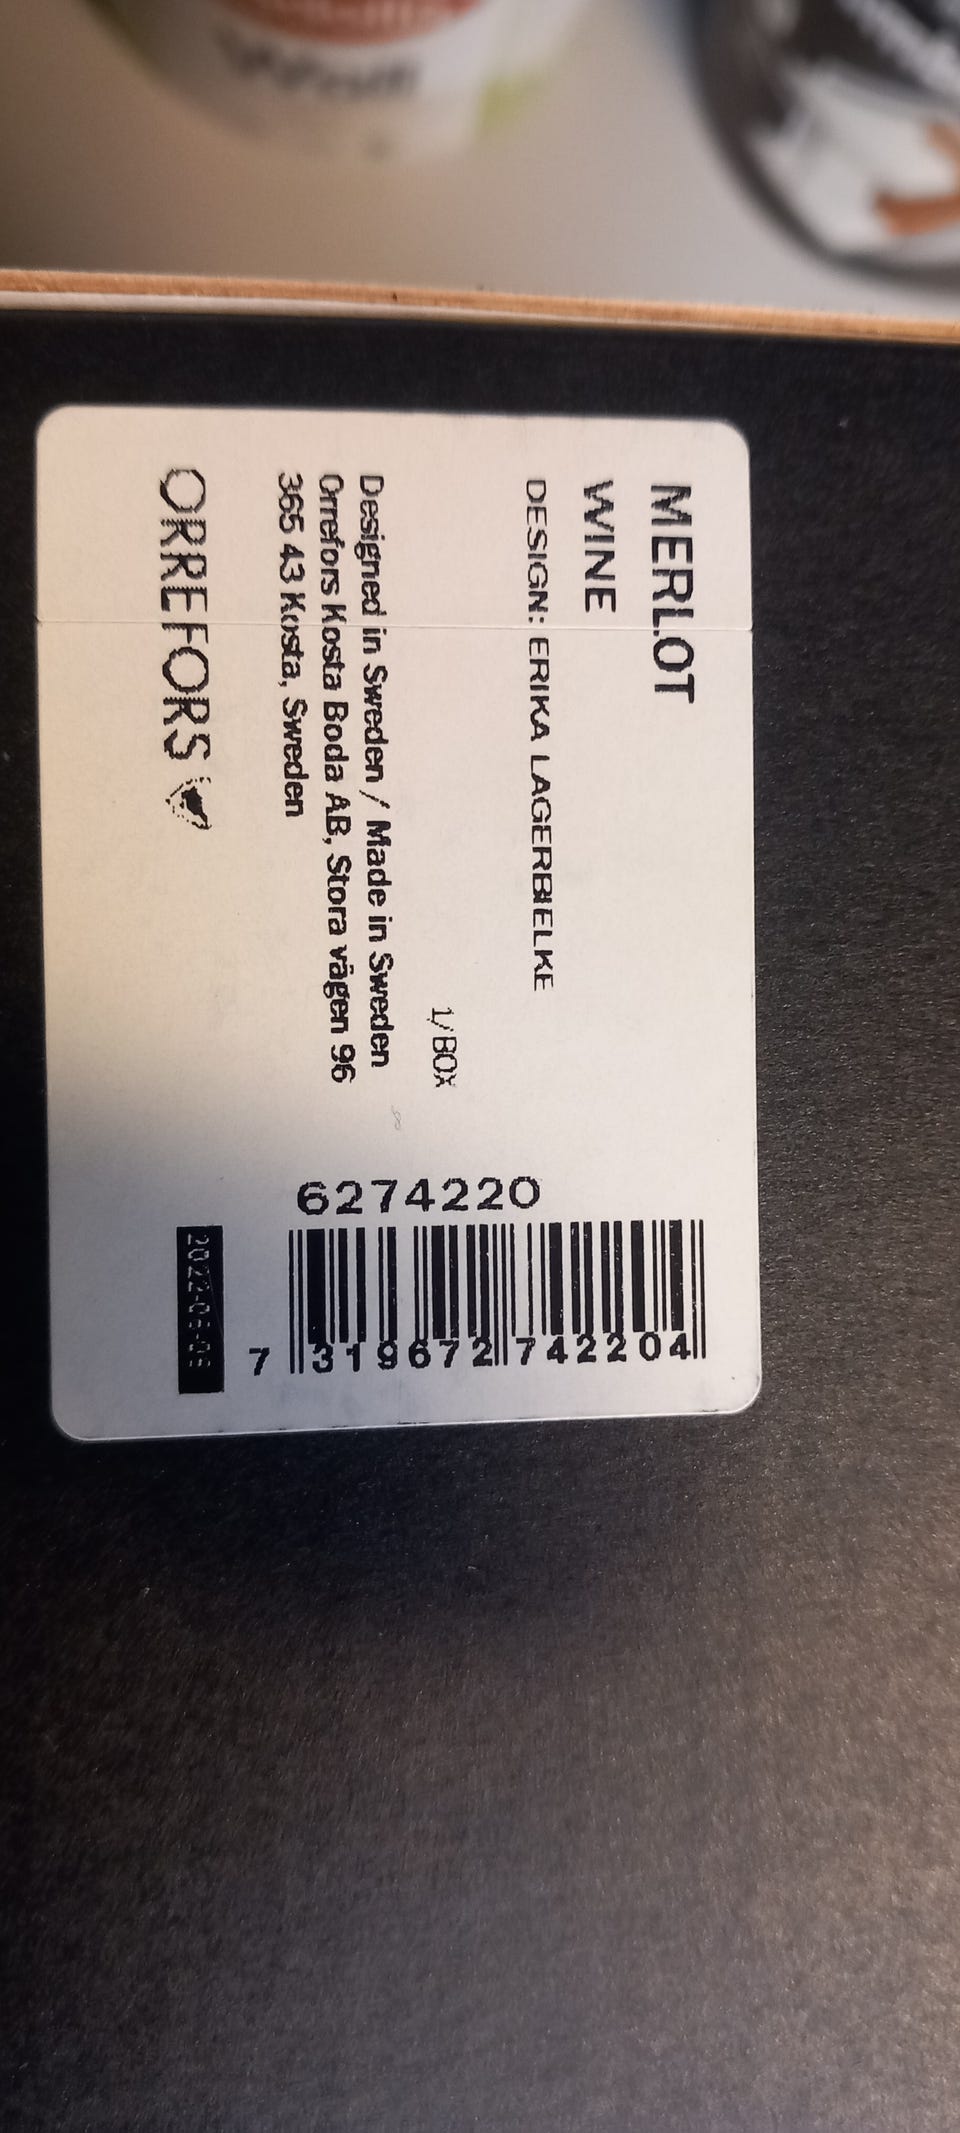 MERLOT
WINE
DESIGN: ERIKA LAGERBIELKE
1/BOX
Designed in Sweden / Made in Sweden
Orrefors Kosta Boda AB, Stora vägen 96
365 43 Kosta, Sweden
ORREFORS
6274220
7 319672 742204